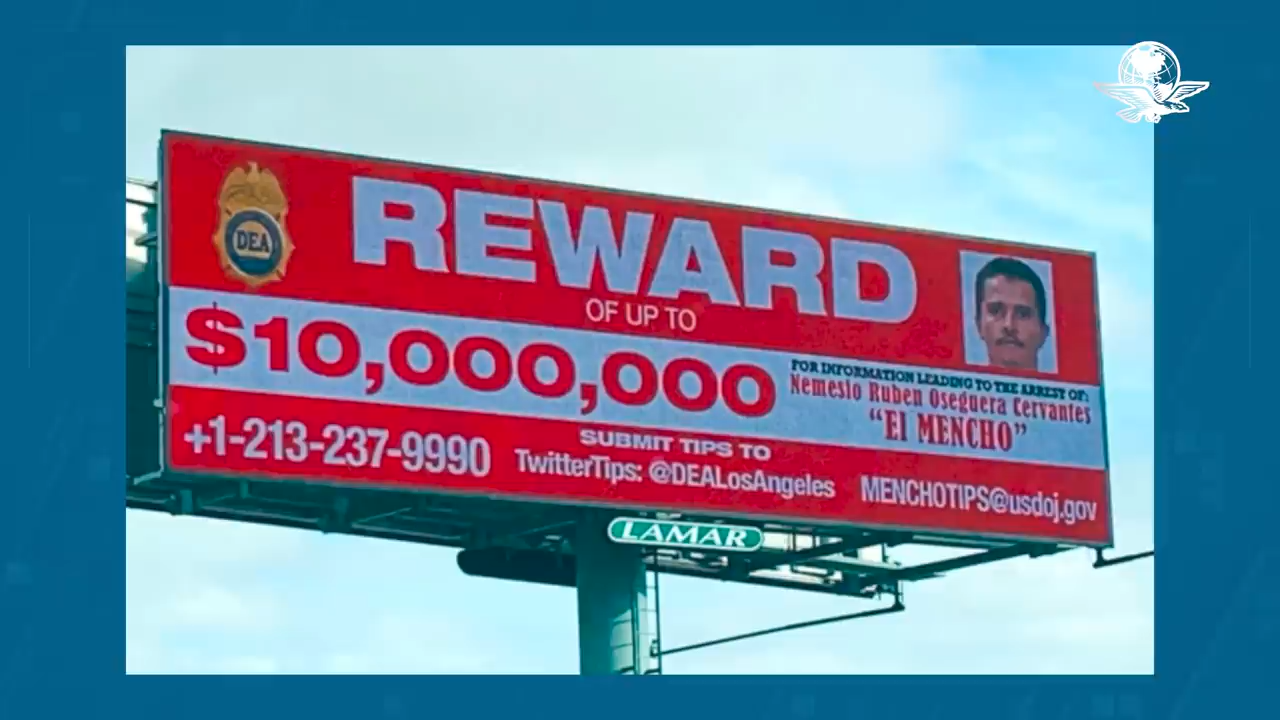 DEA
REWARD
OF UP TO
$10,000,000
FOR INFORMATION LEADING TO THE ARREST OF:
Nemesio Ruben Oseguera Cervantes
“El MENCHO”
+1-213-237-9990
SUBMIT TIPS TO
TwitterTips: @DEALosAngeles
MENCHOTIPS@usdoj.gov
LAMAR